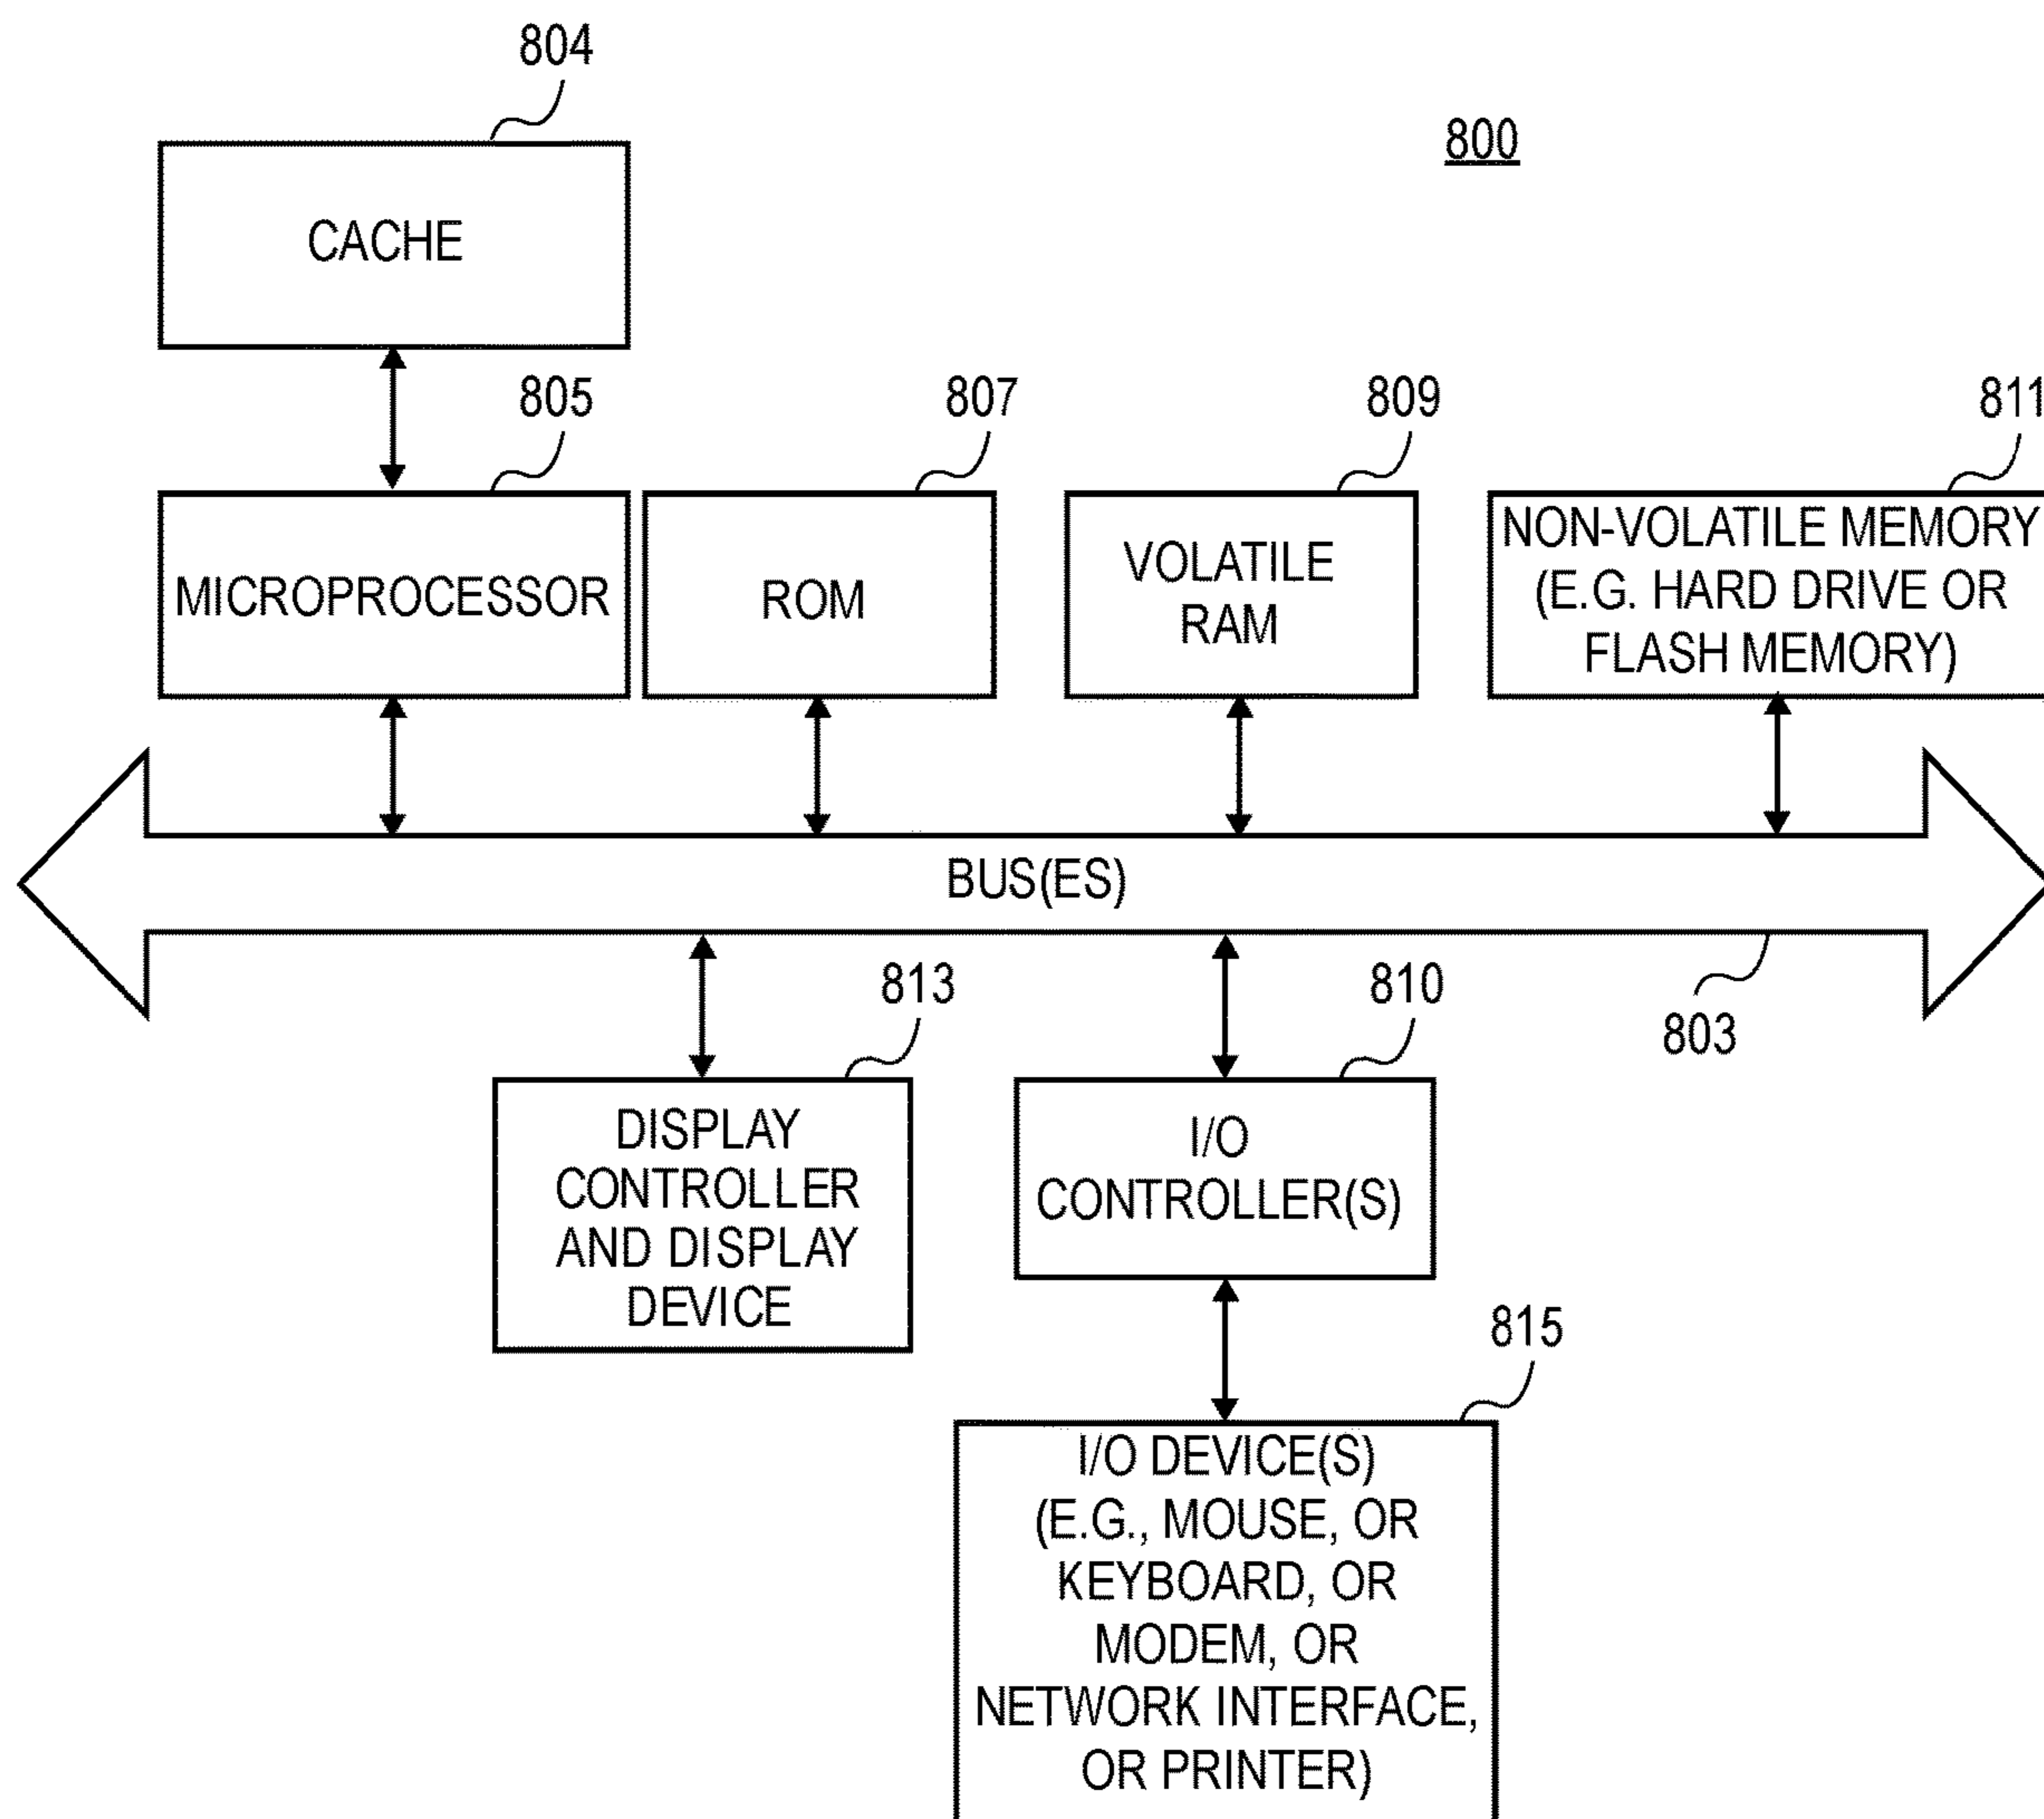 804
800
CACHE
805
807
809
811
MICROPROCESSOR
ROM
VOLATILE
RAM
NON-VOLATILE MEMORY
(E.G. HARD DRIVE OR
FLASH MEMORY)
BUS(ES)
813
810
803
DISPLAY
CONTROLLER
AND DISPLAY
DEVICE
I/O
CONTROLLER(S)
815
I/O DEVICE(S)
(E.G., MOUSE, OR
KEYBOARD, OR
MODEM, OR
NETWORK INTERFACE,
OR PRINTER)